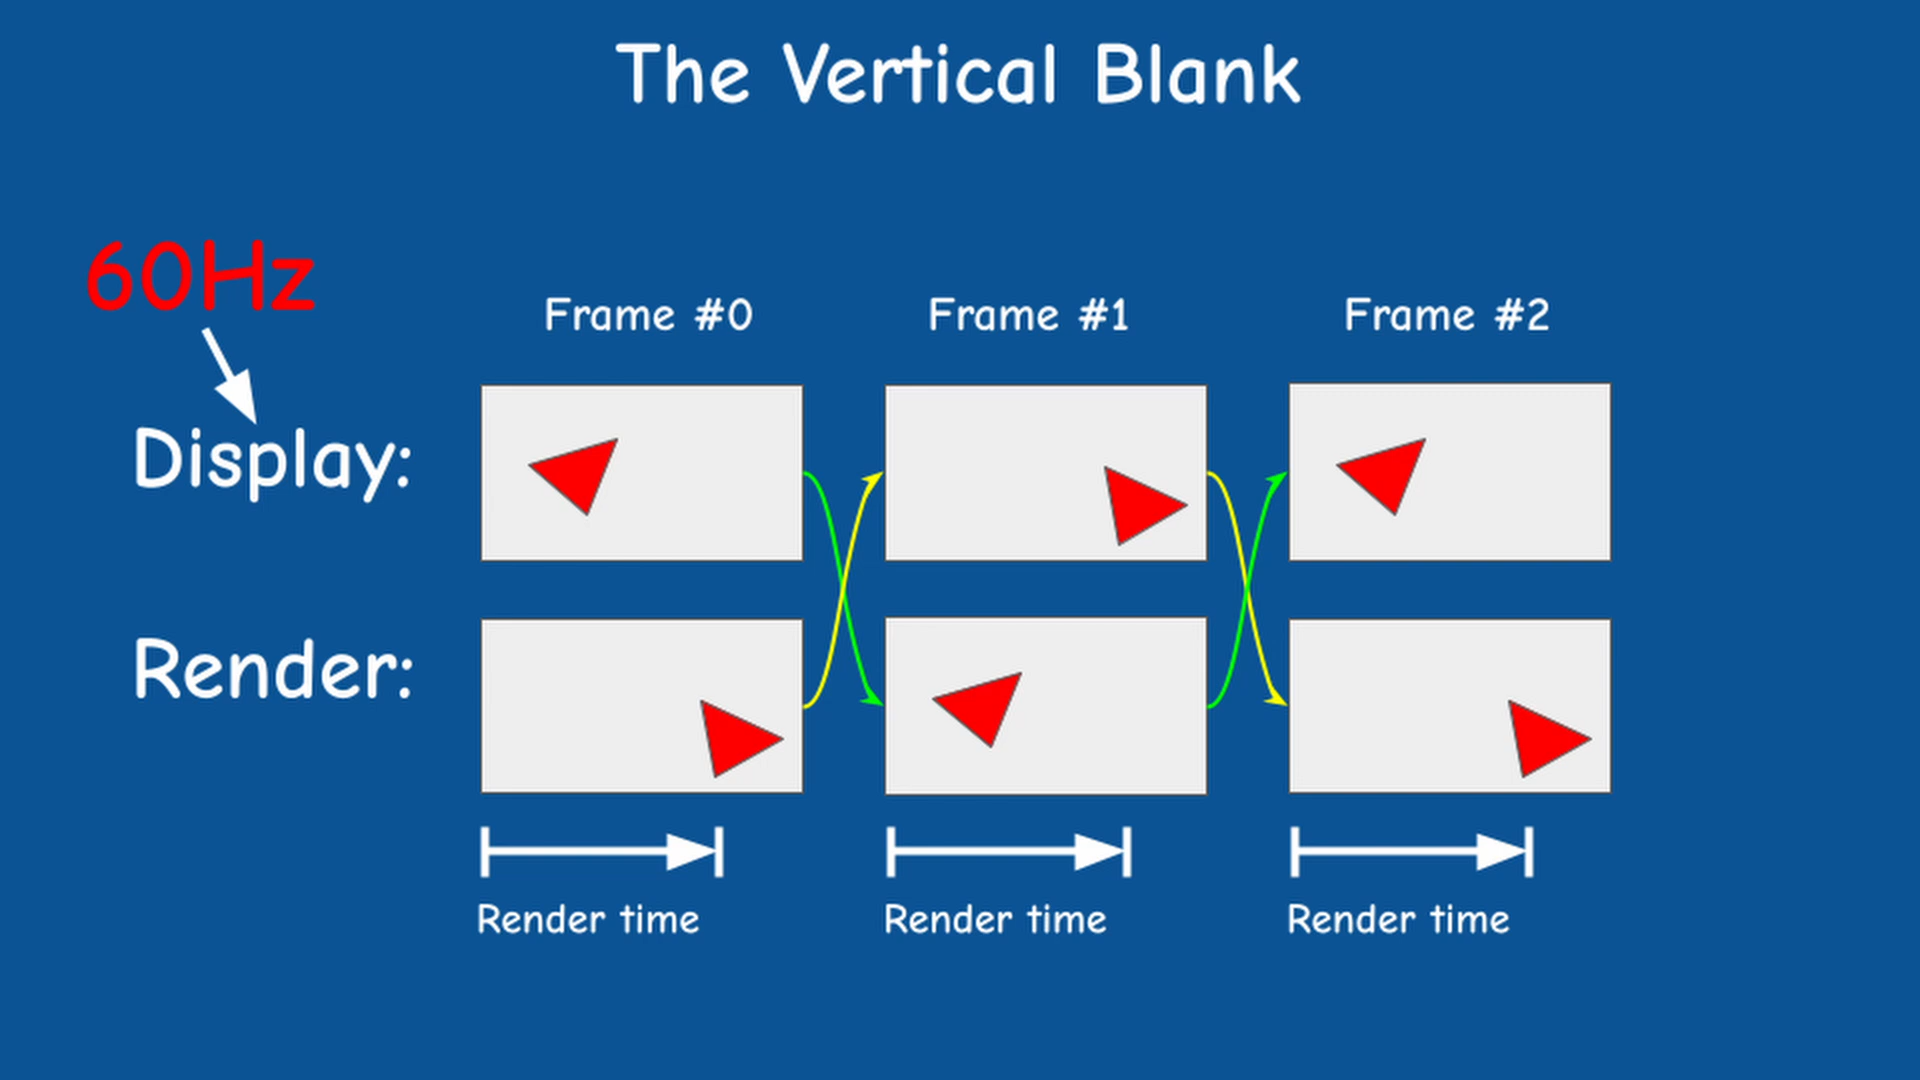 The Vertical Blank
60Hz
Frame #0
Frame #1
Frame #2
Display:
Render:
Render time
Render time
Render time